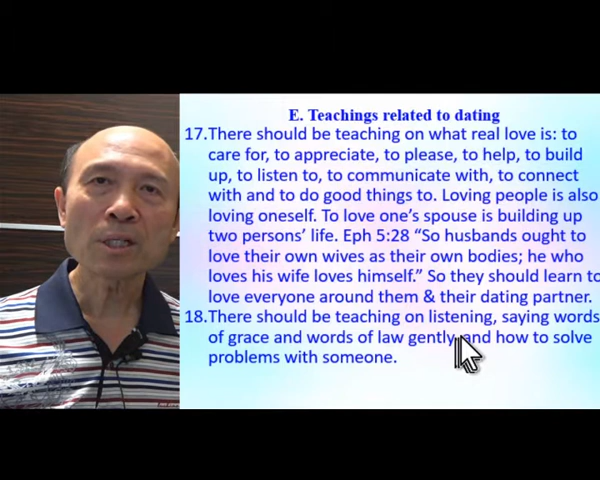 E. Teachings related to dating
17.There should be teaching on what real love is: to
care for, to appreciate, to please, to help, to build
up, to listen to, to communicate with, to connect
with and to do good things to. Loving people is also
loving oneself. To love one's spouse is building up
two persons' life. Eph 5:28 “So husbands ought to
love their own wives as their own bodies; he who
loves his wife loves himself.” So they should learn to
love everyone around them & their dating partner.
18.There should be teaching on listening, saying words
of grace and words of law gently and how to solve
problems with someone.